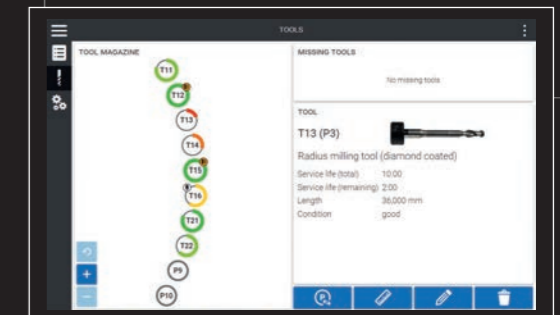 TOOLS
TOOL MAGAZINE
T11
T12
T13
T14
T15
T16
T21
T22
P9
P10
MISSING TOOLS
No missing tools
TOOL
T13 (P3)
Radius milling tool (diamond coated)
Service life (total) 10:00
Service life (remaining) 2:00
Length 36,000 mm
Condition good